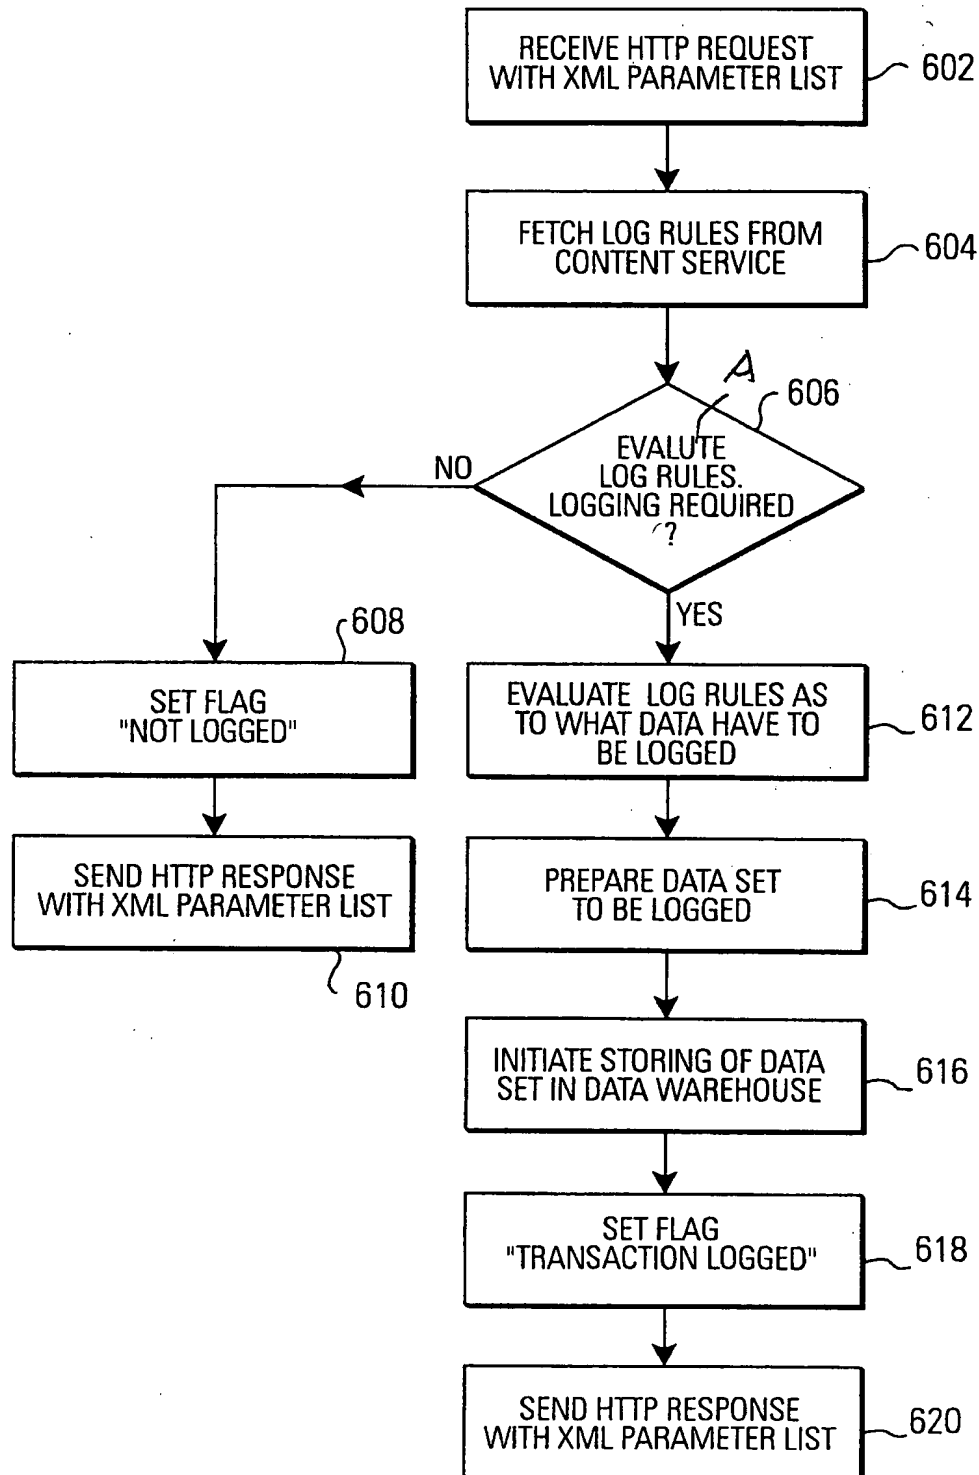 RECEIVE HTTP REQUEST
WITH XML PARAMETER LIST
602
FETCH LOG RULES FROM
CONTENT SERVICE
604
A
606
EVALUTE
LOG RULES.
LOGGING REQUIRED
?
NO
YES
608
SET FLAG
"NOT LOGGED"
SEND HTTP RESPONSE
WITH XML PARAMETER LIST
610
EVALUATE LOG RULES AS
TO WHAT DATA HAVE TO
BE LOGGED
612
PREPARE DATA SET
TO BE LOGGED
614
INITIATE STORING OF DATA
SET IN DATA WAREHOUSE
616
SET FLAG
"TRANSACTION LOGGED"
618
SEND HTTP RESPONSE
WITH XML PARAMETER LIST
620